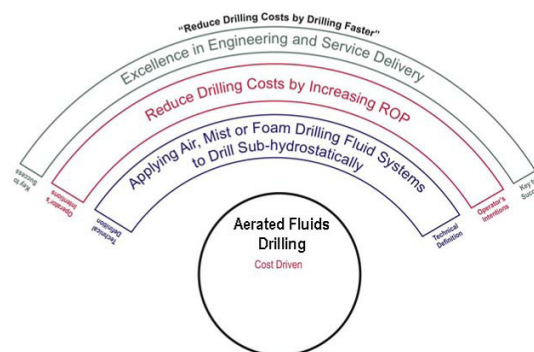 "Reduce Drilling Costs by Drilling Faster"
Excellence in Engineering and Service Delivery
Reduce Drilling Costs by Increasing ROP
Applying Air, Mist or Foam Drilling Fluid Systems
to Drill Sub-hydrostatically
Key to
Success
Operator's
Intentions
Technical
Definition
Technical
Definition
Operator's
Intentions
Key
Aerated Fluids
Drilling
Cost Driven